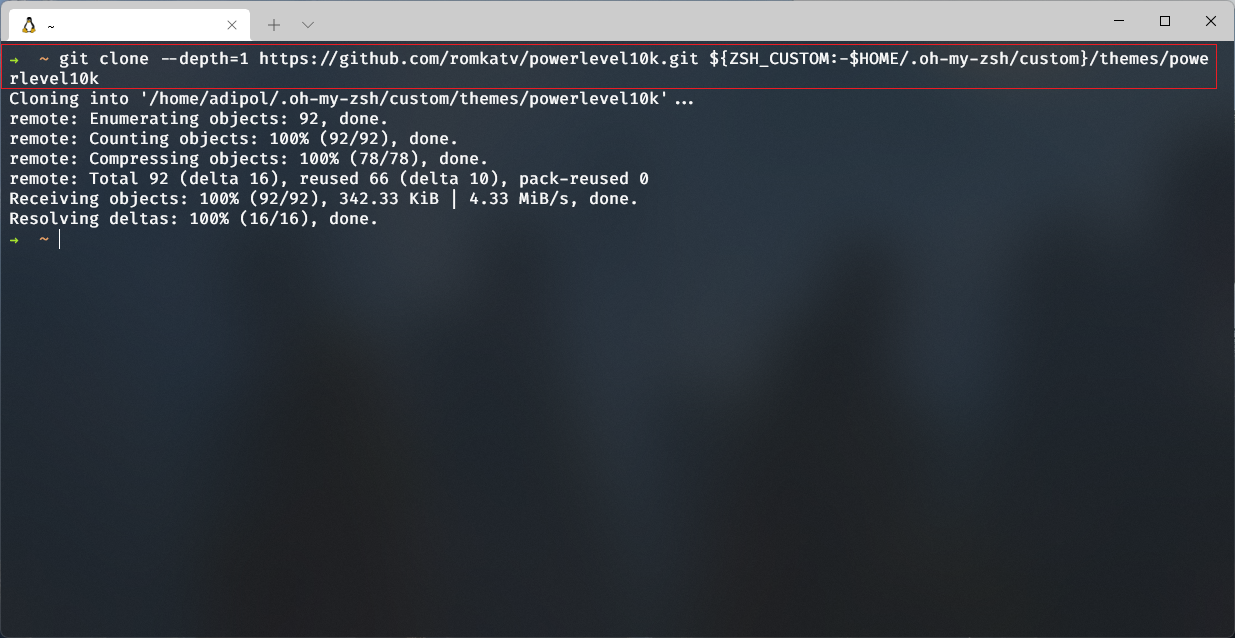 ~
→ ~ git clone --depth=1 https://github.com/romkatv/powerlevel10k.git ${ZSH_CUSTOM:-$HOME/.oh-my-zsh/custom}/themes/powe
rlevel10k
Cloning into '/home/adipol/.oh-my-zsh/custom/themes/powerlevel10k'...
remote: Enumerating objects: 92, done.
remote: Counting objects: 100% (92/92), done.
remote: Compressing objects: 100% (78/78), done.
remote: Total 92 (delta 16), reused 66 (delta 10), pack-reused 0
Receiving objects: 100% (92/92), 342.33 KiB | 4.33 MiB/s, done.
Resolving deltas: 100% (16/16), done.
→ ~